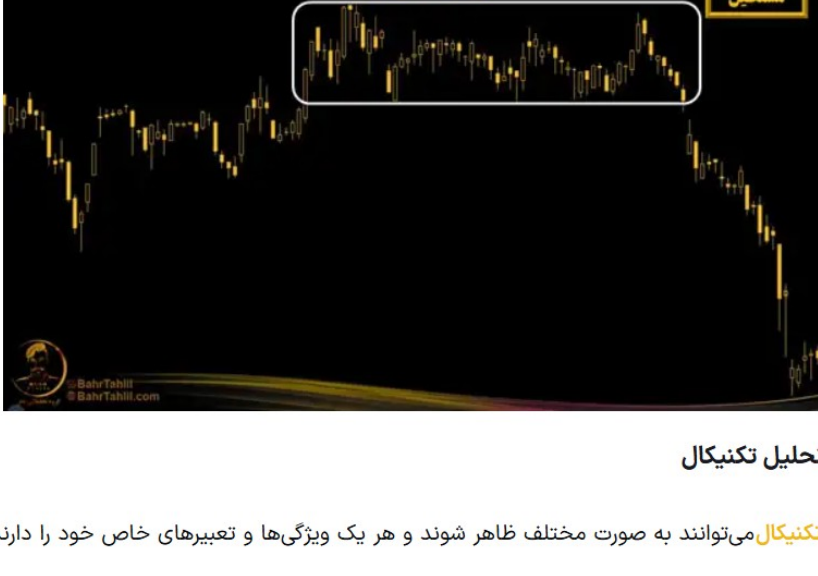 @BahrTahlil
BahrTahlil.com
تحلیل تکنیکال
تکنیکال می‌توانند به صورت مختلف ظاهر شوند و هر یک ویژگی‌ها و تعبیرهای خاص خود را دارند